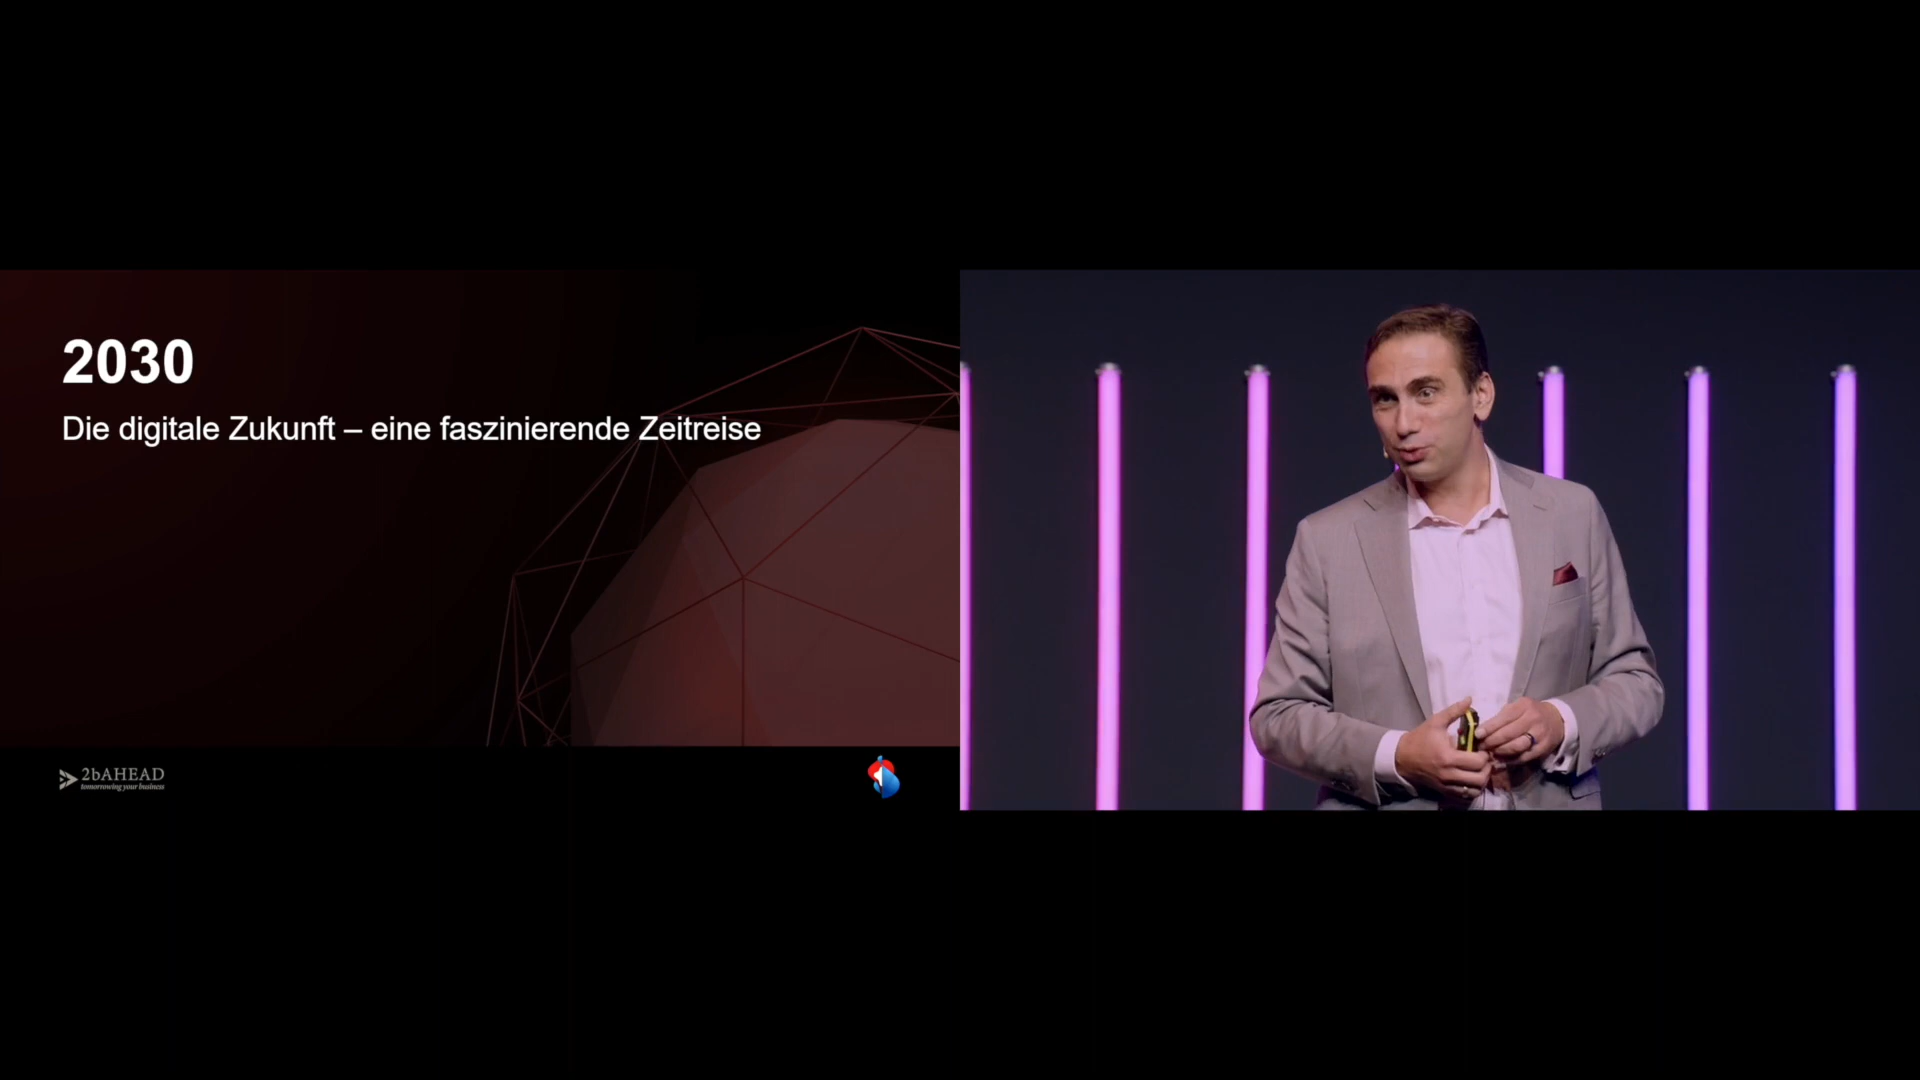 2030
Die digitale Zukunft – eine faszinierende Zeitreise
2bAHEAD
tomorrowing your business